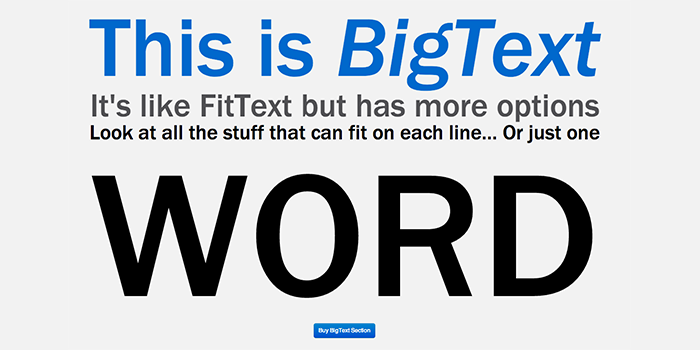 This is BigText
It's like FitText but has more options
Look at all the stuff that can fit on each line... Or just one
WORD
Buy BigText Section